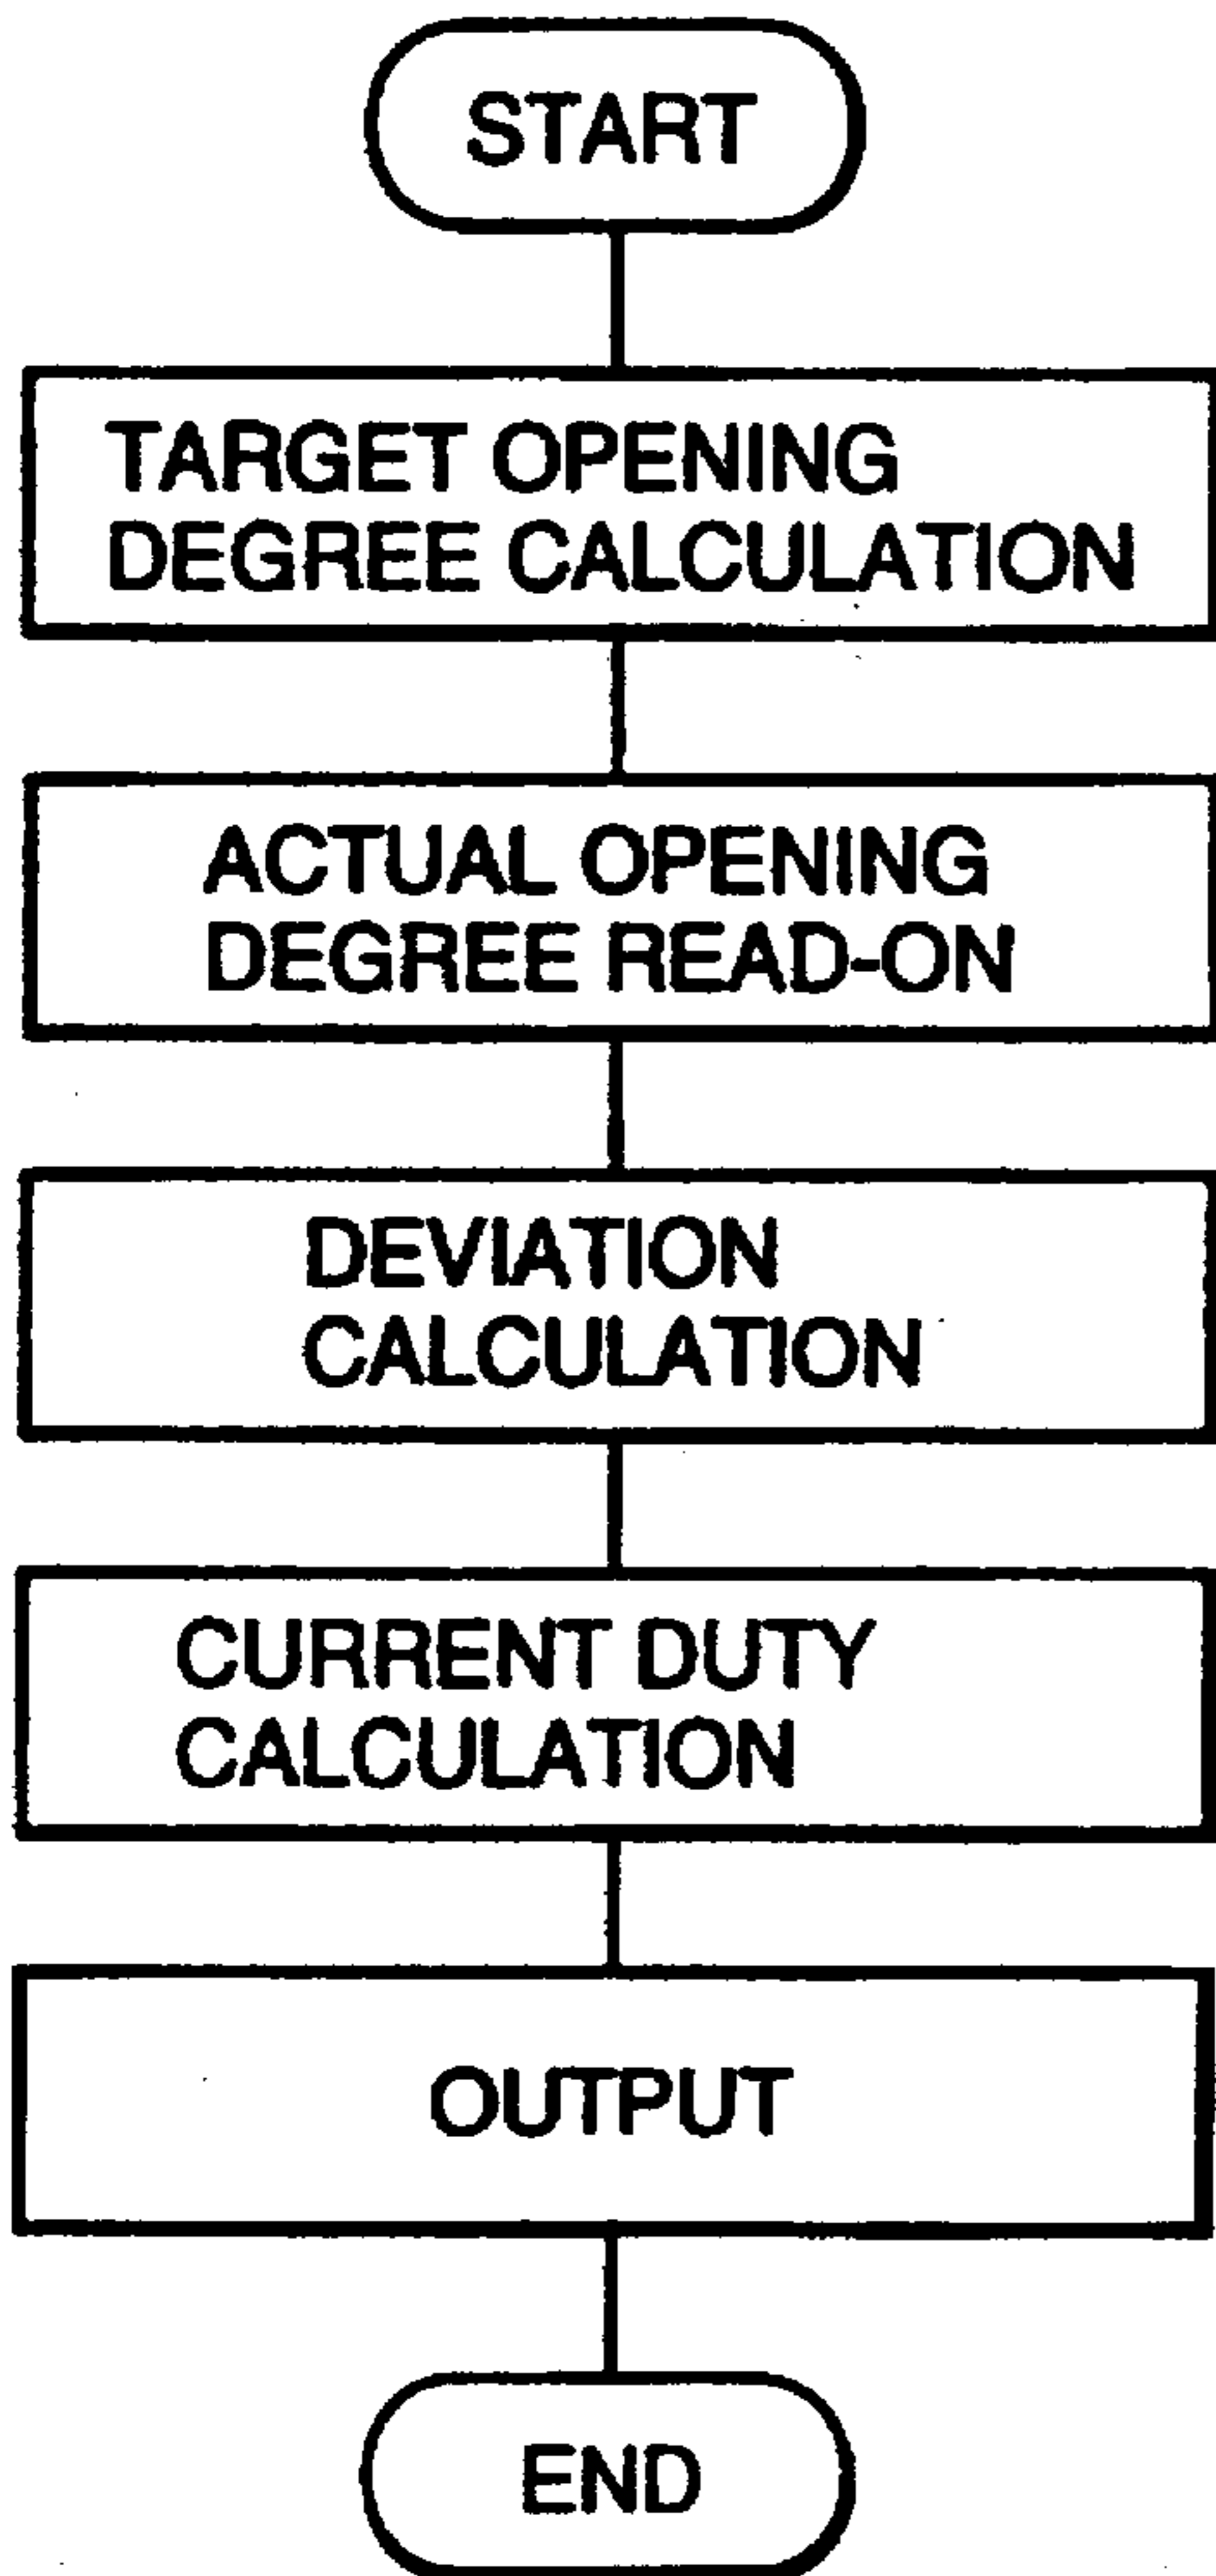 START
TARGET OPENING
DEGREE CALCULATION
ACTUAL OPENING
DEGREE READ-ON
DEVIATION
CALCULATION
CURRENT DUTY
CALCULATION
OUTPUT
END